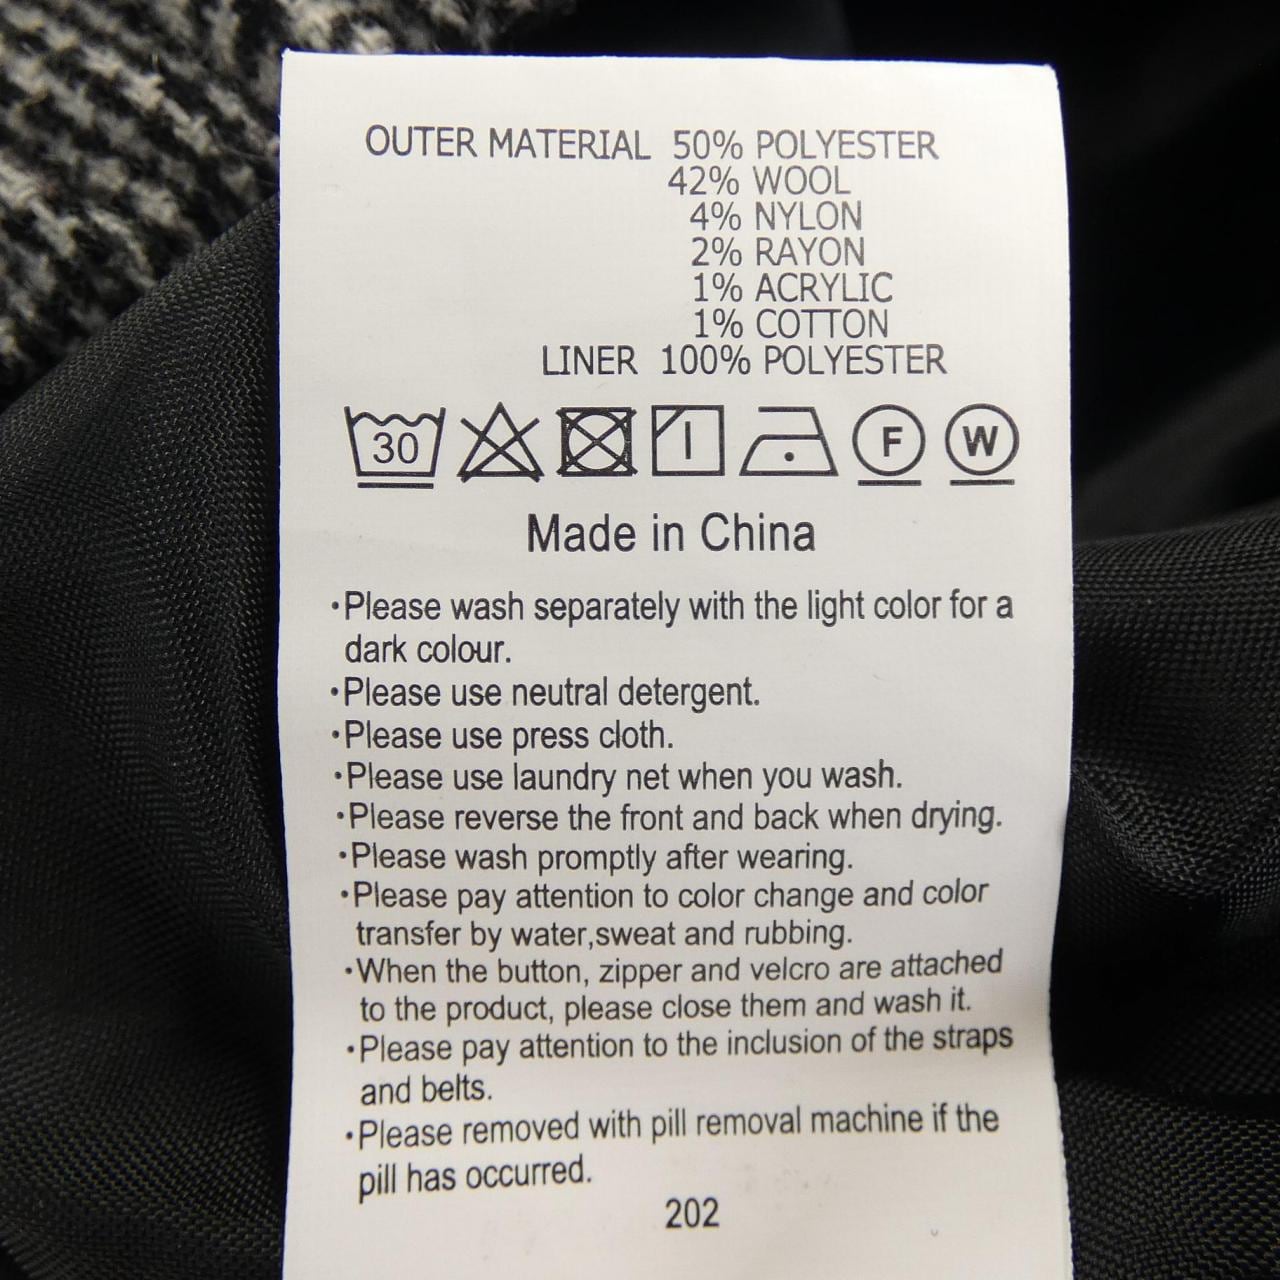 OUTER MATERIAL 50% POLYESTER
42% WOOL
4% NYLON
2% RAYON
1% ACRYLIC
1% COTTON
LINER 100% POLYESTER
30 F W
Made in China
·Please wash separately with the light color for a
dark colour.
·Please use neutral detergent.
·Please use press cloth.
·Please use laundry net when you wash.
·Please reverse the front and back when drying.
·Please wash promptly after wearing.
·Please pay attention to color change and color
transfer by water,sweat and rubbing.
·When the button, zipper and velcro are attached
to the product, please close them and wash it.
·Please pay attention to the inclusion of the straps
and belts.
·Please removed with pill removal machine if the
pill has occurred.
202